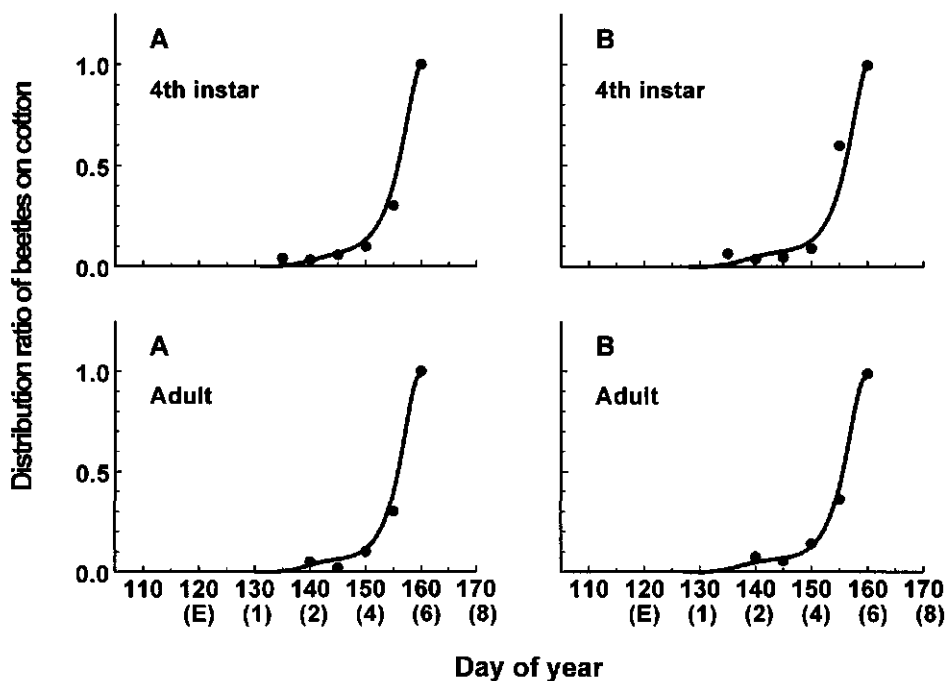 Distribution ratio of beetles on cotton
A
4th instar
1.0
0.5
0.0
B
4th instar
A
Adult
1.0
0.5
0.0
B
Adult
110 120 130 140 150 160 170
(E) (1) (2) (4) (6) (8)
110 120 130 140 150 160 170
(E) (1) (2) (4) (6) (8)
Day of year